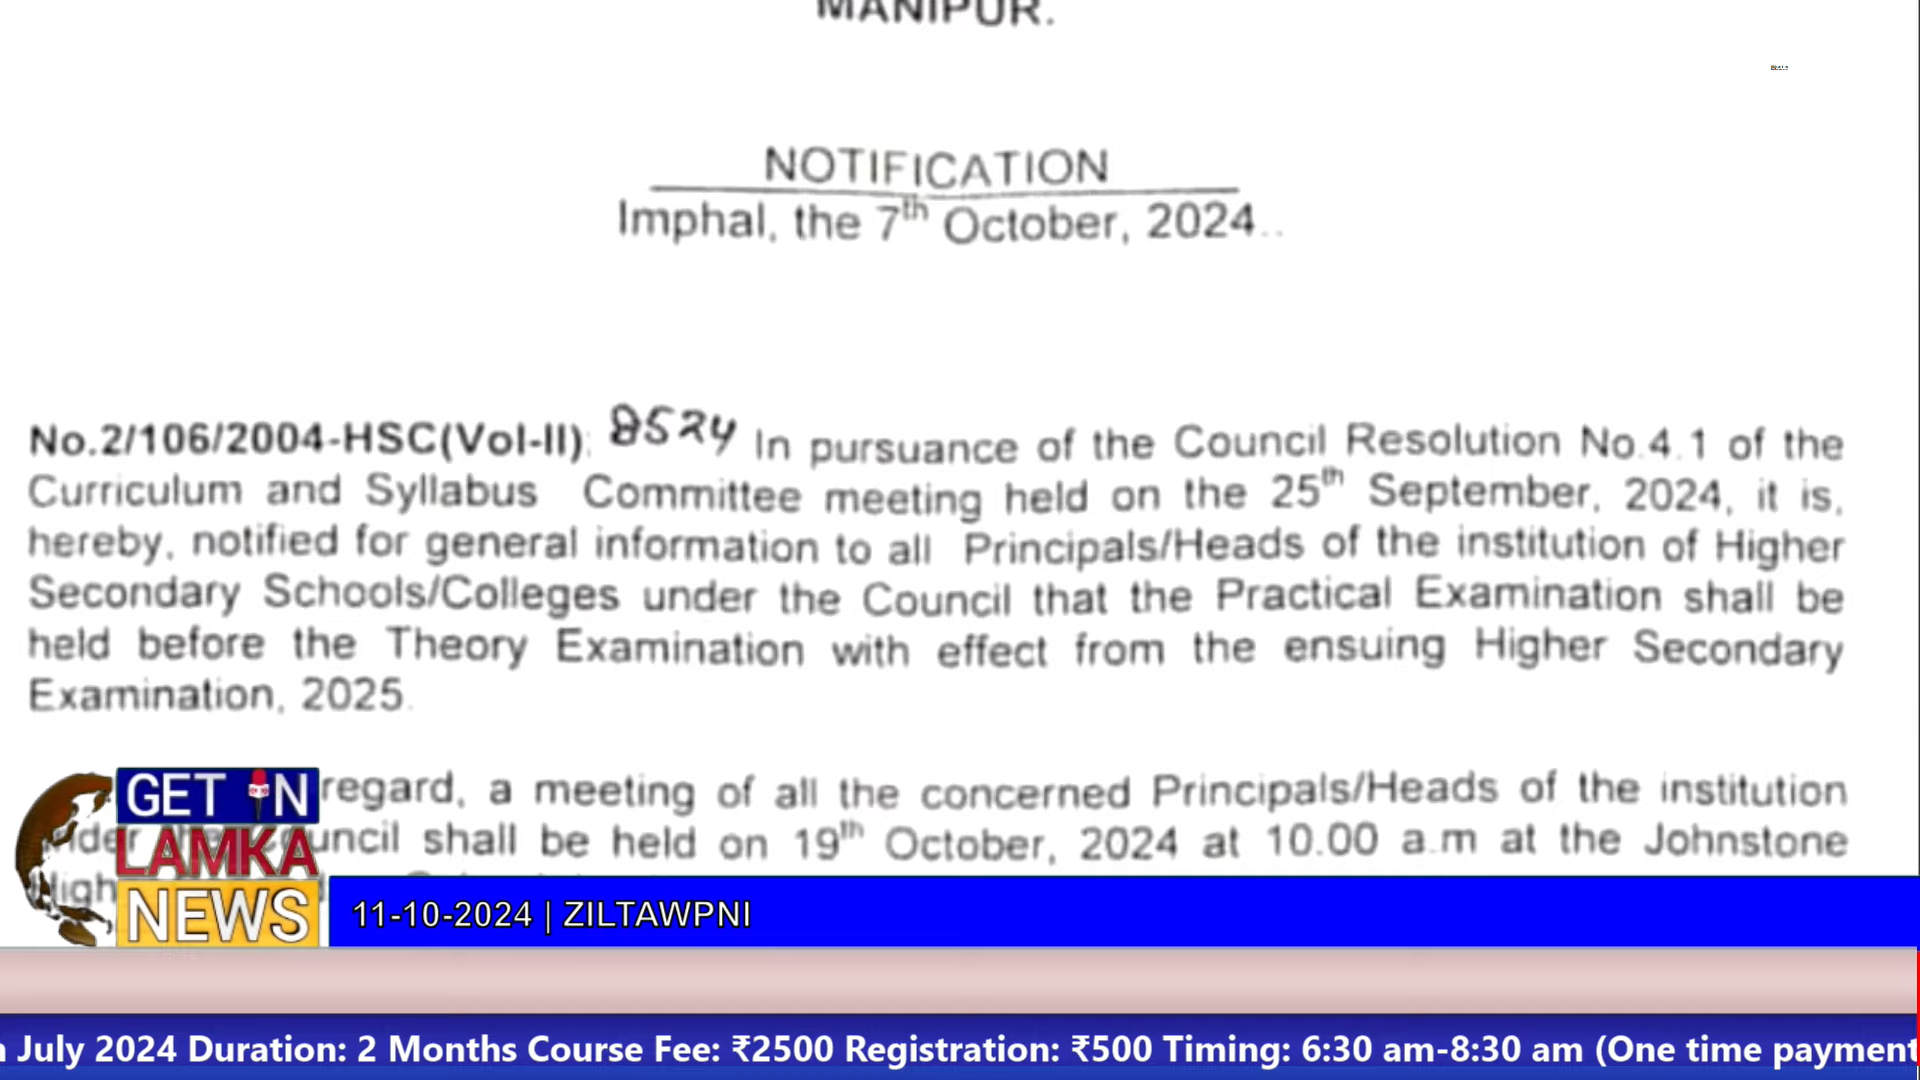 MANIPUR.
NOTIFICATION
Imphal, the 7th October, 2024..
No.2/106/2004-HSC(Vol-II): 8524 In pursuance of the Council Resolution No.4.1 of the
Curriculum and Syllabus Committee meeting held on the 25th September, 2024, it is,
hereby, notified for general information to all Principals/Heads of the institution of Higher
Secondary Schools/Colleges under the Council that the Practical Examination shall be
held before the Theory Examination with effect from the ensuing Higher Secondary
Examination, 2025.
regard, a meeting of all the concerned Principals/Heads of the institution
under the Council shall be held on 19th October, 2024 at 10.00 a.m at the Johnstone
GET IN
LAMKA
NEWS
11-10-2024 | ZILTAWPNI
July 2024 Duration: 2 Months Course Fee: ₹2500 Registration: ₹500 Timing: 6:30 am-8:30 am (One time payment